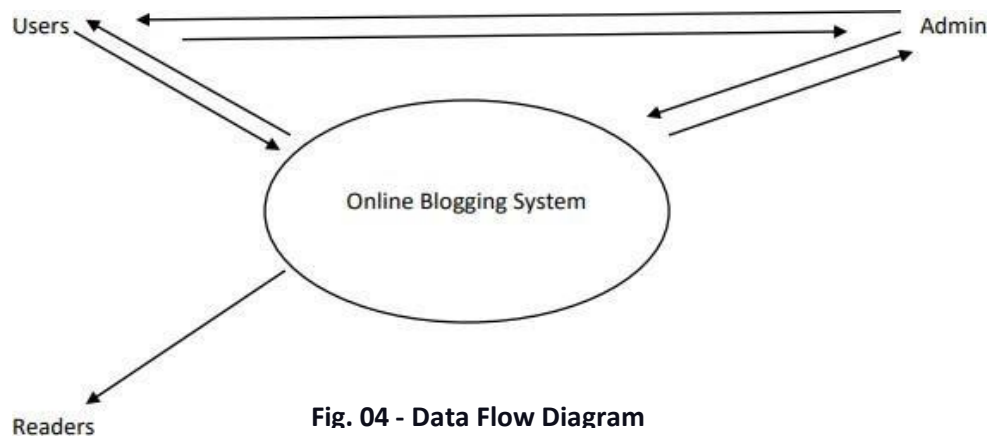 Users
Admin
Online Blogging System
Readers
Fig. 04 - Data Flow Diagram